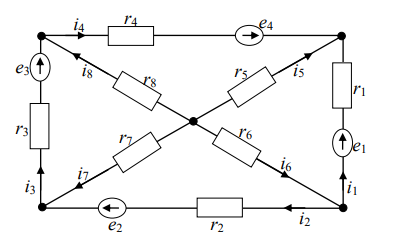 i4 r4 e4
e3 i8 r8 r5 i5 r1
r3 r7 r6 e1
i3 i7 i6 i1
e2 r2 i2